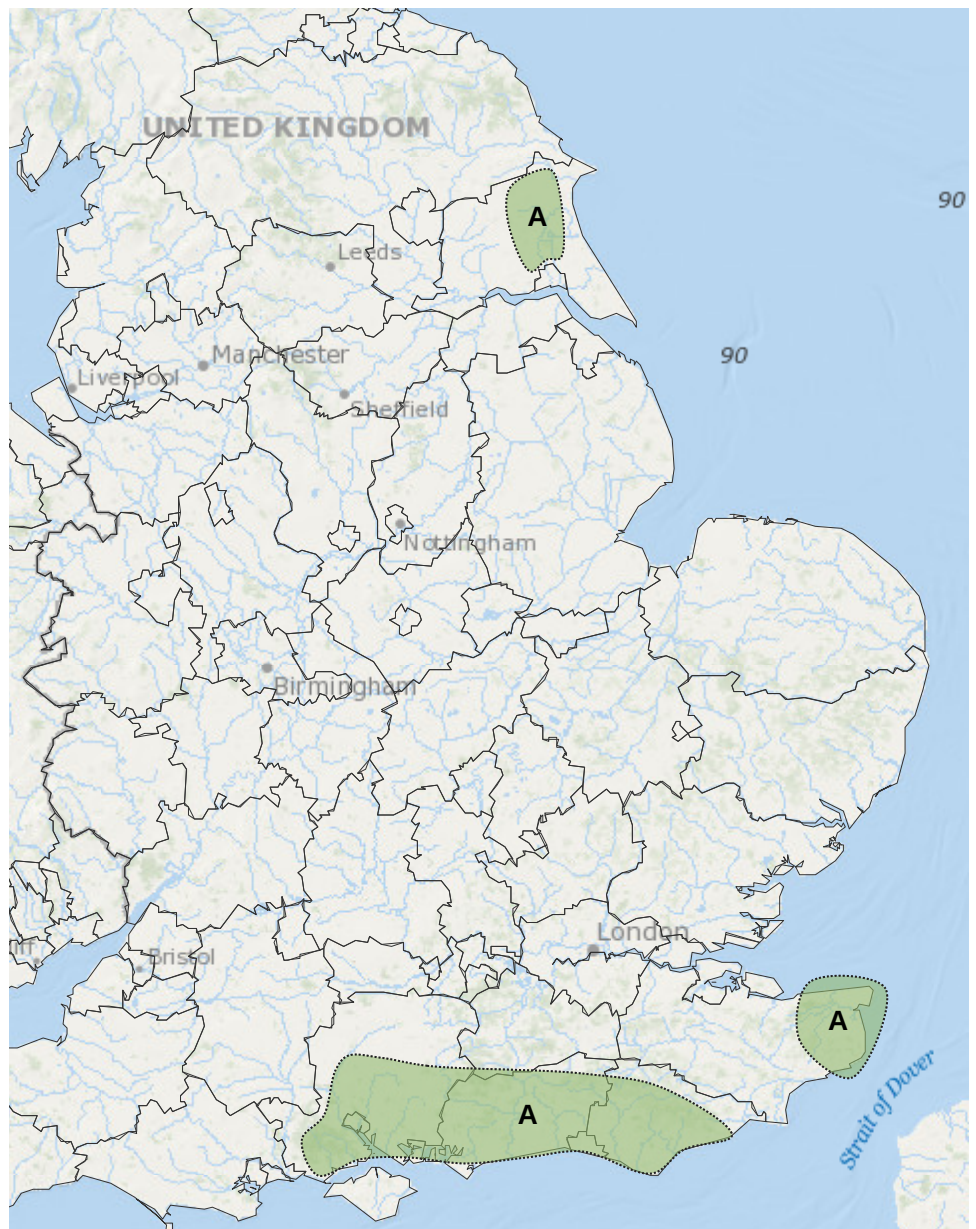 UNITED KINGDOM
90
A
Leeds
Manchester
90
Liverpool
Sheffield
Nottingham
Birmingham
London
Bristol
A
A
Strait of Dover